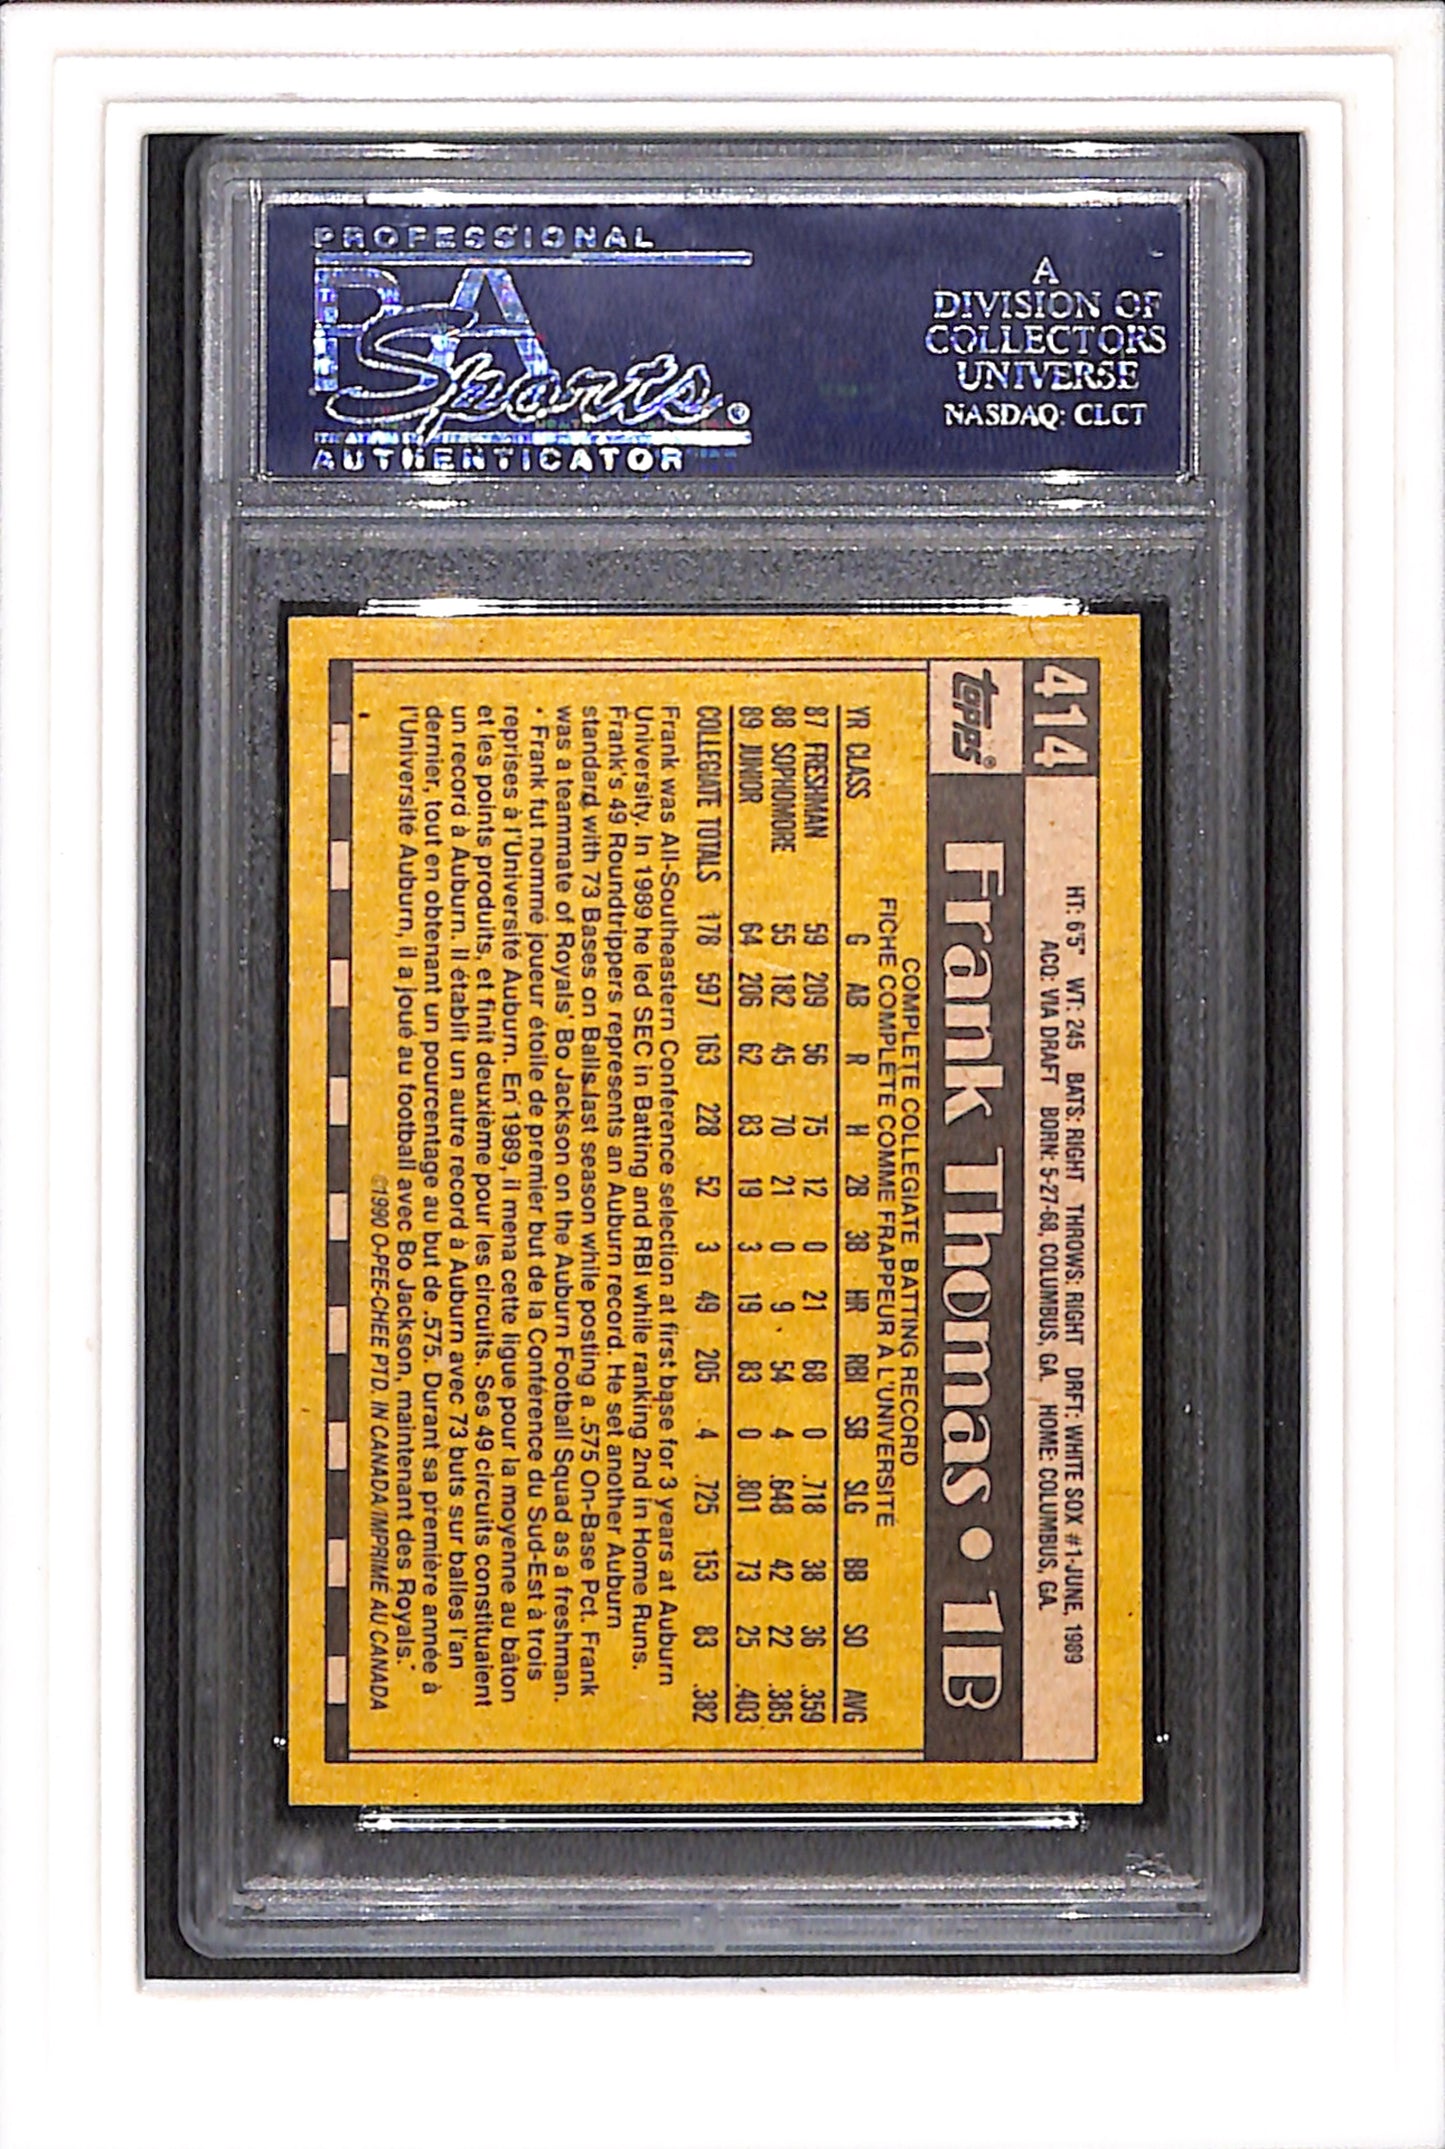 PROFESSIONAL
PSA
Sports®
AUTHENTICATOR
A
DIVISION OF
COLLECTORS
UNIVERSE
NASDAQ: CLCT
414
HT: 6'5" WT: 245 BATS: RIGHT THROWS: RIGHT DRFT: WHITE SOX #1-JUNE, 1989
ACQ: VIA DRAFT BORN: 5-27-68, COLUMBUS, GA. HOME: COLUMBUS, GA.
Topps®
Frank Thomas • 1B
COMPLETE COLLEGIATE BATTING RECORD
FICHE COMPLÈTE COMME FRAPPEUR À L'UNIVERSITÉ
YR CLASS G AB R H 2B 3B HR RBI SB SLG BB SO AVG
87 FRESHMAN 59 209 56 75 12 0 21 68 0 .718 38 36 .359
88 SOPHOMORE 55 182 45 70 21 0 9 54 4 .648 42 22 .385
89 JUNIOR 64 206 62 83 19 3 19 83 0 .801 73 25 .403
COLLEGIATE TOTALS 178 597 163 228 52 3 49 205 4 .725 153 83 .382
Frank was All-Southeastern Conference selection at first base for 3 years at Auburn
University. In 1989 he led SEC in Batting and RBI while ranking 2nd in Home Runs.
Frank's 49 Roundtrippers represents an Auburn record. He set another Auburn
standard with 73 Bases on Balls last season while posting a .575 On-Base Pct. Frank
was a teammate of Royals' Bo Jackson on the Auburn Football Squad as a freshman.
• Frank fut nommé joueur étoile de premier but de la Conférence du Sud-Est à trois
reprises à l'Université Auburn. En 1989, il mena cette ligue pour la moyenne au bâton
et les points produits, et finit deuxième pour les circuits. Ses 49 circuits constituaient
un record à Auburn. Il établit un autre record à Auburn avec 73 buts sur balles l'an
dernier, tout en obtenant un pourcentage au but de .575. Durant sa première année à
l'Université Auburn, il a joué au football avec Bo Jackson, maintenant des Royals.
©1990 O-PEE-CHEE PTD. IN CANADA/IMPRIMÉ AU CANADA